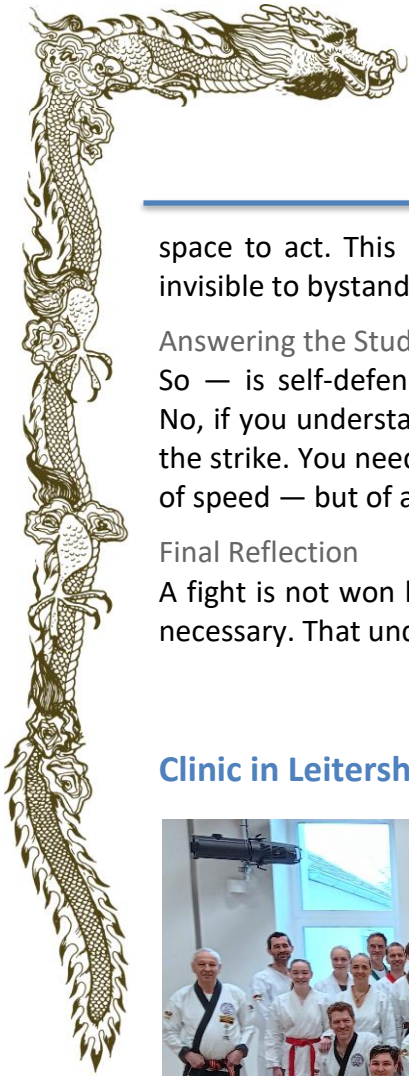 space to act. This
invisible to bystand
Answering the Stud
So — is self-defen
No, if you understa
the strike. You need
of speed — but of a
Final Reflection
A fight is not won
necessary. That und
Clinic in Leitersh